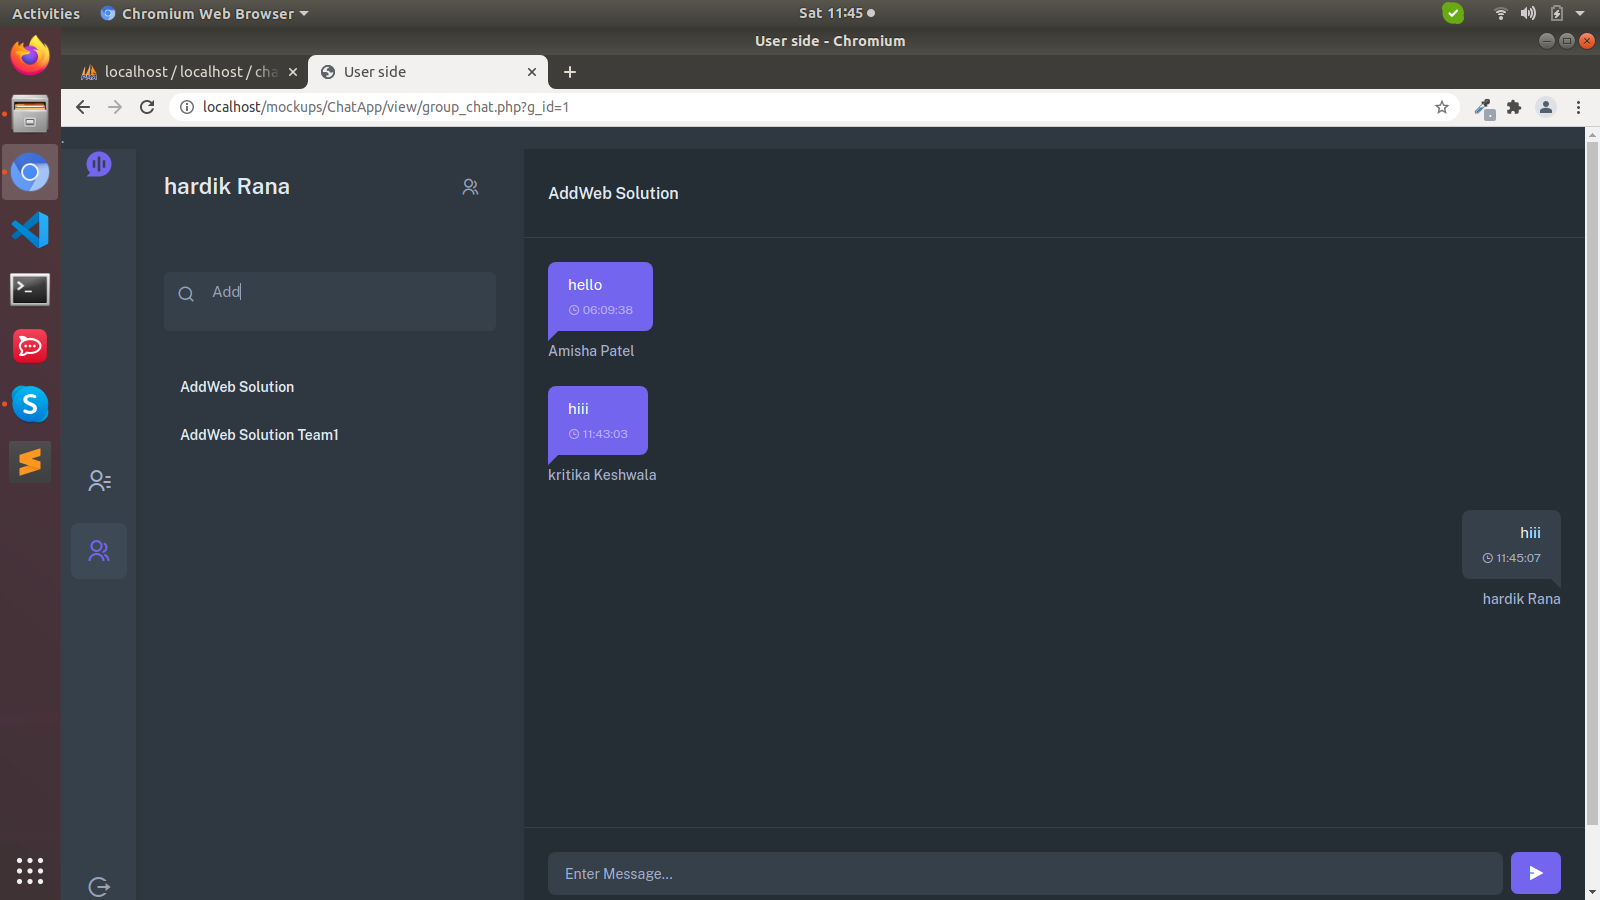 Activities
Chromium Web Browser
Sat 11:45
User side - Chromium
localhost / localhost / cha
User side
localhost/mockups/ChatApp/view/group_chat.php?g_id=1
hardik Rana
AddWeb Solution
Add
AddWeb Solution
AddWeb Solution Team1
hello
06:09:38
Amisha Patel
hiii
11:43:03
kritika Keshwala
hiii
11:45:07
hardik Rana
Enter Message...